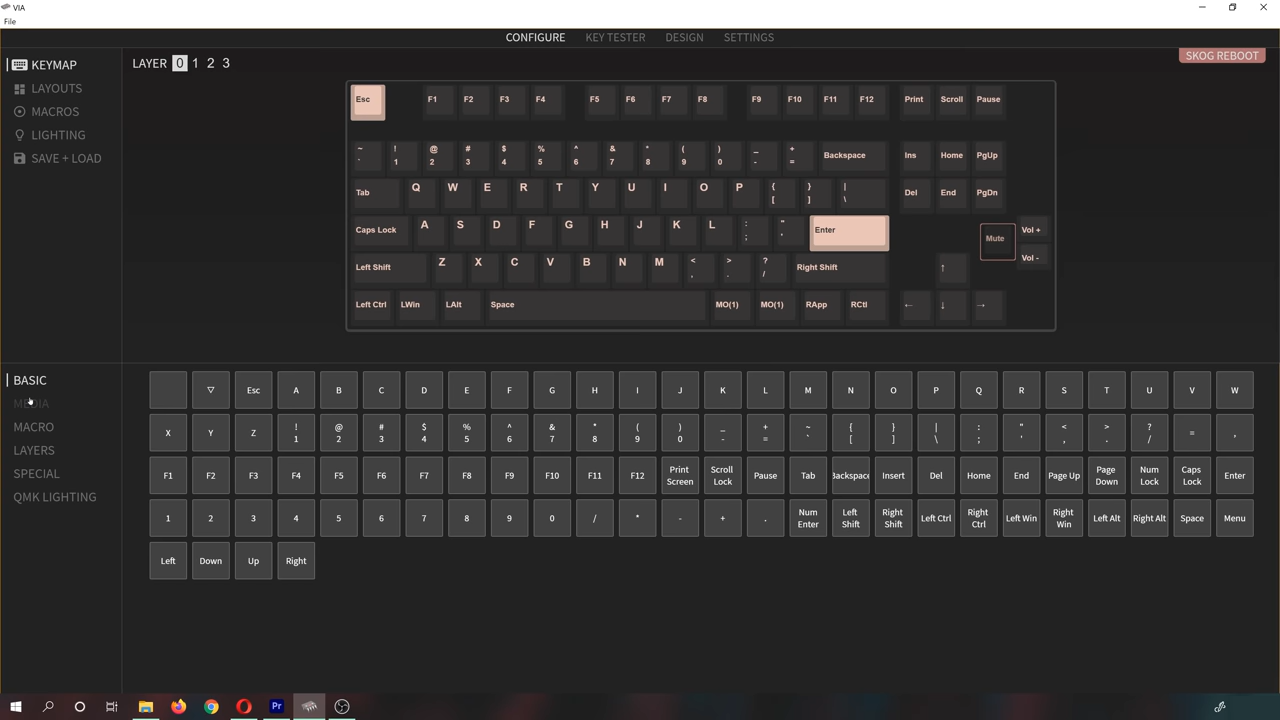 VIA
File
CONFIGURE KEY TESTER DESIGN SETTINGS
SKOG REBOOT
KEYMAP
LAYOUTS
MACROS
LIGHTING
SAVE + LOAD
LAYER 0 1 2 3
Esc F1 F2 F3 F4 F5 F6 F7 F8 F9 F10 F11 F12 Print Scroll Pause
~ ! @ # $ % ^ & * ( ) _ +
` 1 2 3 4 5 6 7 8 9 0 - = Backspace Ins Home PgUp
Tab Q W E R T Y U I O P { } |
[ ] \ Del End PgDn
Caps Lock A S D F G H J K L : "
; ' Enter Mute Vol +
Vol -
Left Shift Z X C V B N M < > ?
, . / Right Shift ↑
Left Ctrl LWin LAlt Space MO(1) MO(1) RApp RCtl ← ↓ →
BASIC
MEDIA
MACRO
LAYERS
SPECIAL
QMK LIGHTING
▽ Esc A B C D E F G H I J K L M N O P Q R S T U V W
X Y Z ! @ # $ % ^ & * ( ) _ + ~ { } | : " < > ? = ,
1 2 3 4 5 6 7 8 9 0 - = ` [ ] \ ; ' , . /
F1 F2 F3 F4 F5 F6 F7 F8 F9 F10 F11 F12 Print Screen Scroll Lock Pause Tab Backspace Insert Del Home End Page Up Page Down Num Lock Caps Lock Enter
1 2 3 4 5 6 7 8 9 0 / * - + . Num Enter Left Shift Right Shift Left Ctrl Right Ctrl Left Win Right Win Left Alt Right Alt Space Menu
Left Down Up Right
Pr